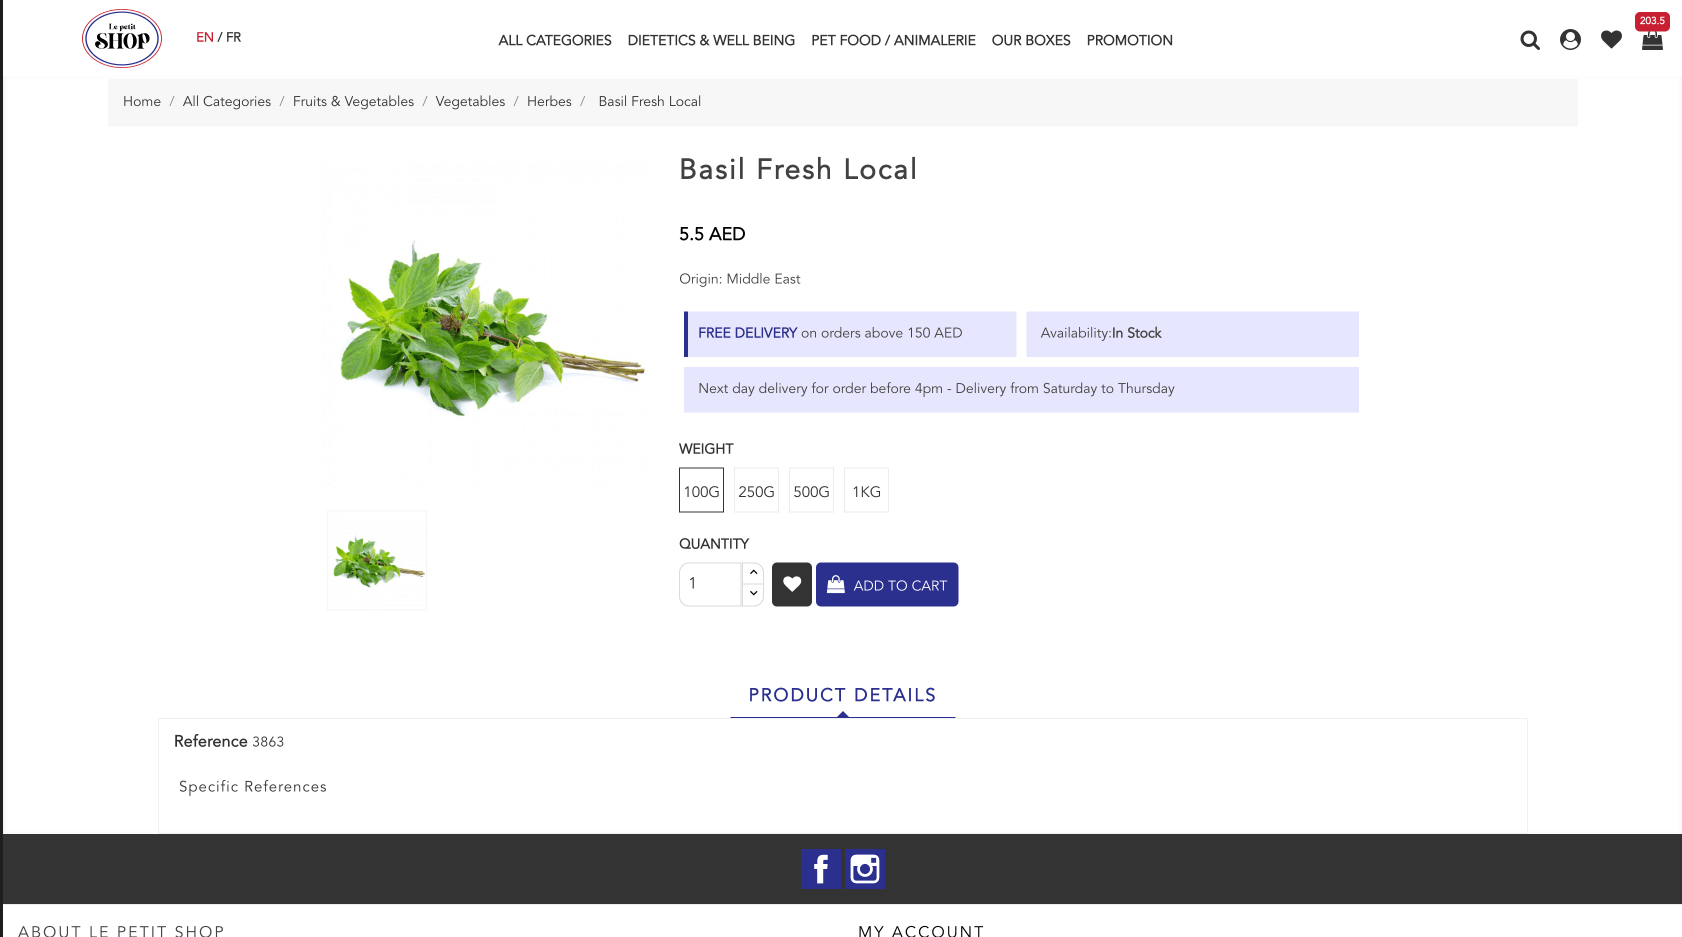 Le petit
SHOP
EN / FR
ALL CATEGORIES DIETETICS & WELL BEING PET FOOD / ANIMALERIE OUR BOXES PROMOTION
203.5
Home / All Categories / Fruits & Vegetables / Vegetables / Herbes / Basil Fresh Local
Basil Fresh Local
5.5 AED
Origin: Middle East
FREE DELIVERY on orders above 150 AED
Availability:In Stock
Next day delivery for order before 4pm - Delivery from Saturday to Thursday
WEIGHT
100G 250G 500G 1KG
QUANTITY
1
ADD TO CART
PRODUCT DETAILS
Reference 3863
Specific References
ABOUT LE PETIT SHOP
MY ACCOUNT